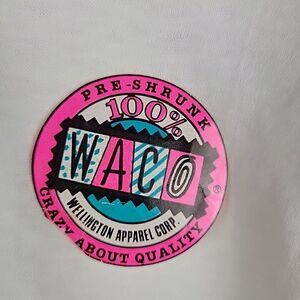 PRE-SHRUNK
100%
WACO
®
WELLINGTON APPAREL CORP.
CRAZY ABOUT QUALITY